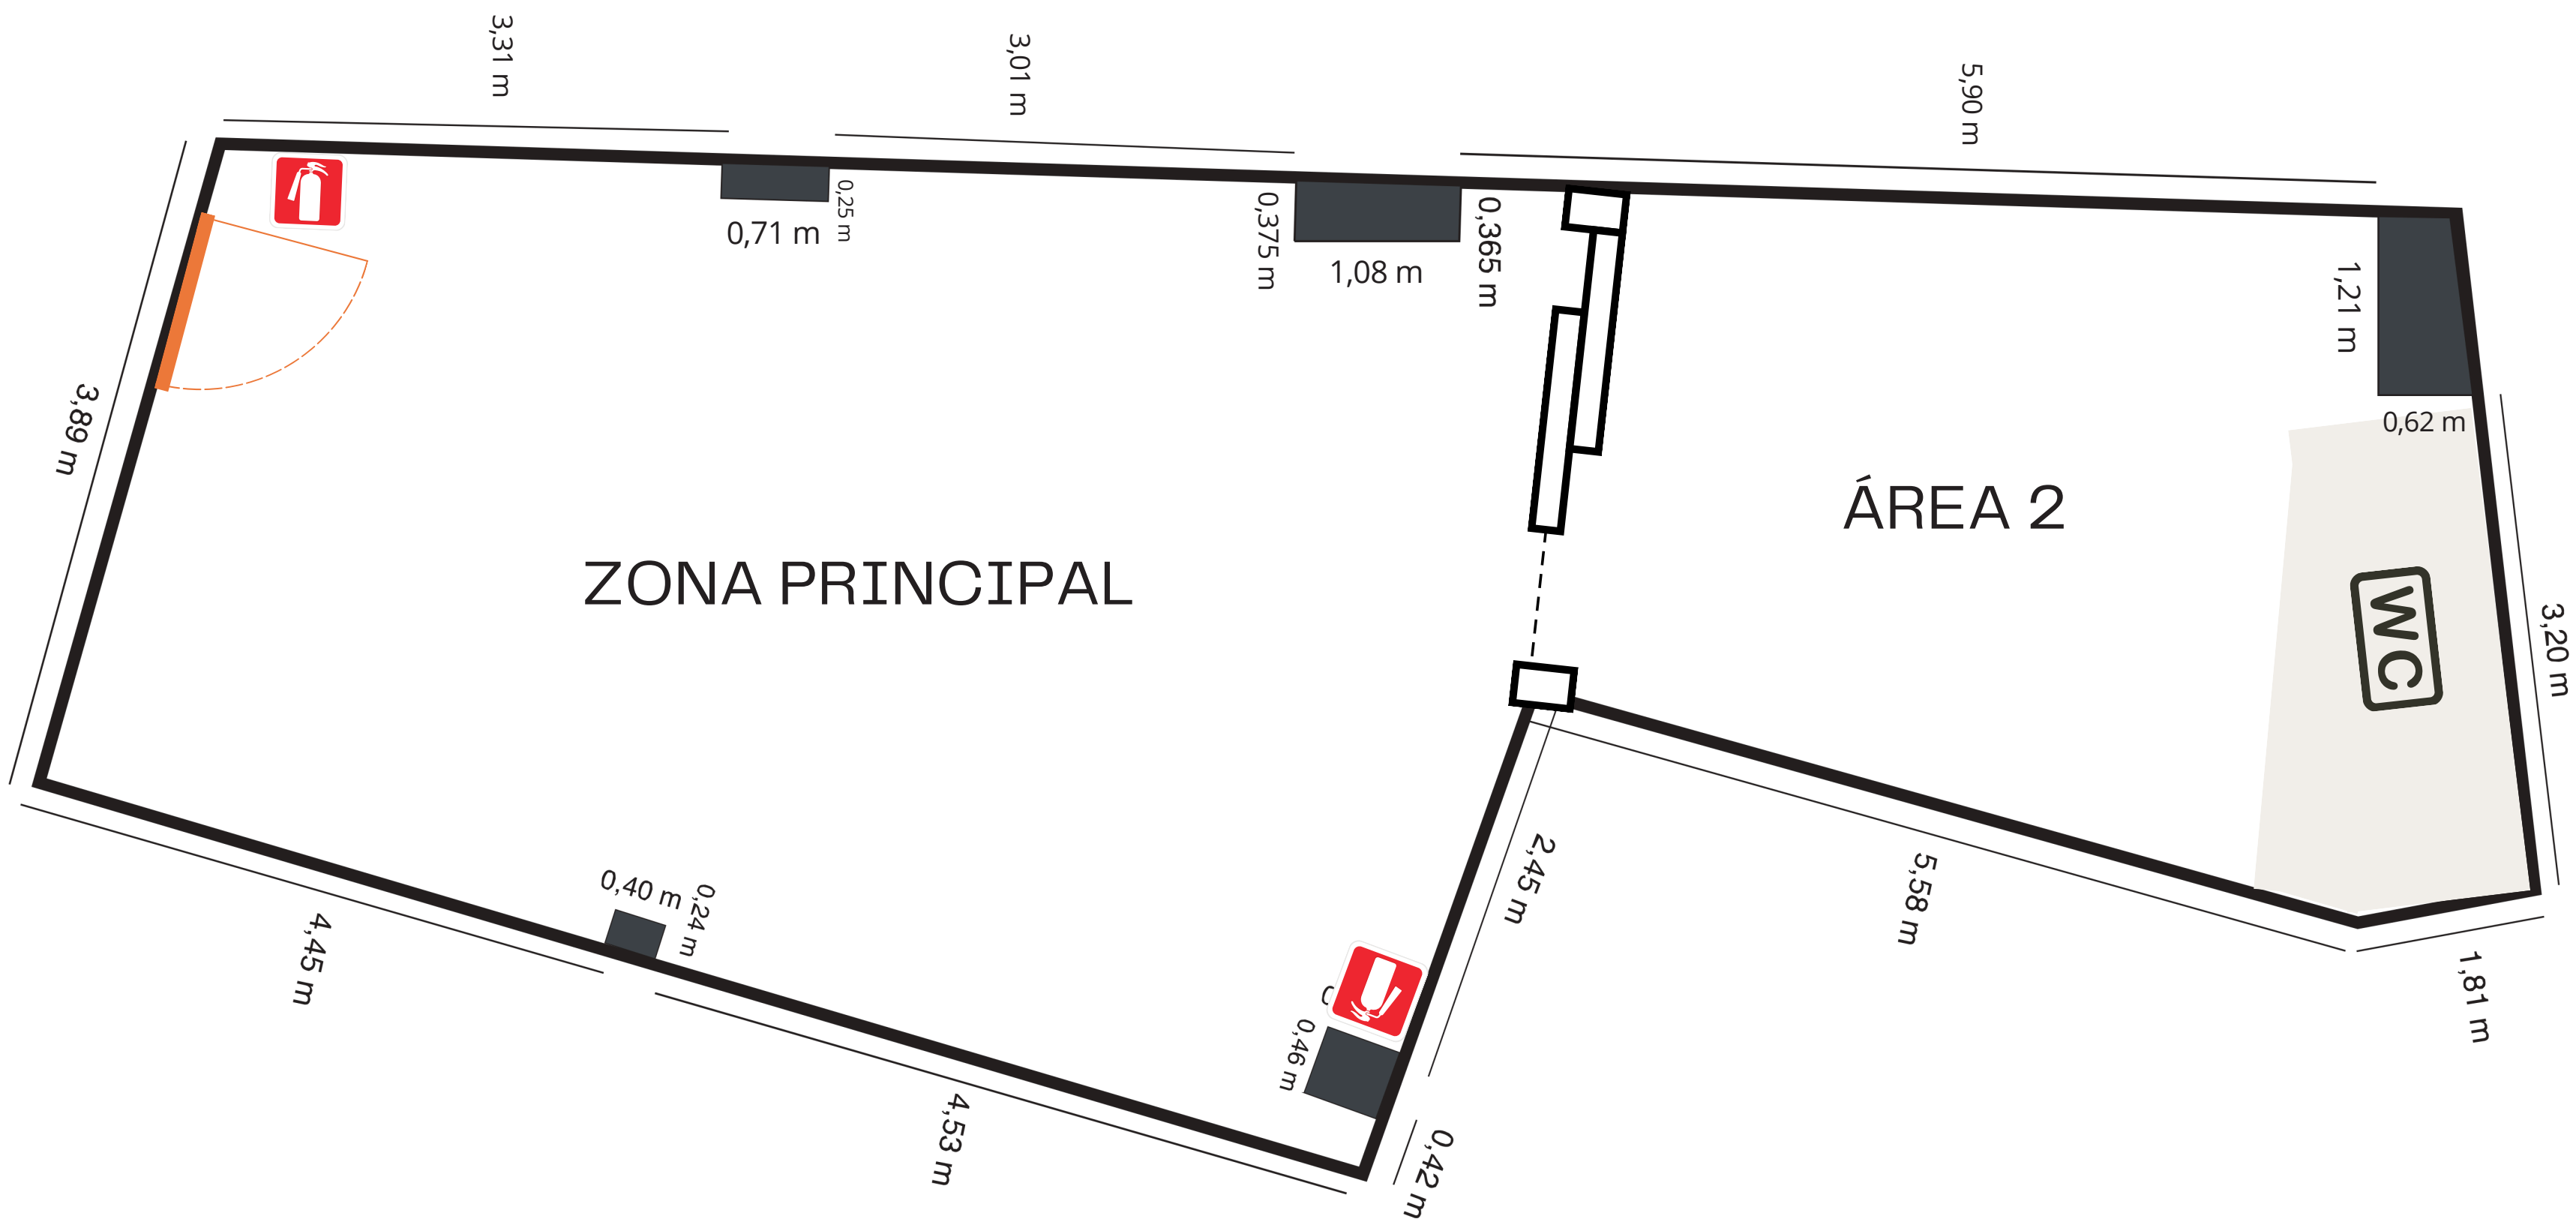 3,31 m
3,01 m
5,90 m
0,25 m
0,71 m
0,375 m
1,08 m
0,365 m
1,21 m
0,62 m
3,89 m
ZONA PRINCIPAL
ÁREA 2
WC
3,20 m
0,40 m
0,24 m
2,45 m
5,58 m
4,45 m
0,46 m
1,81 m
4,53 m
0,42 m